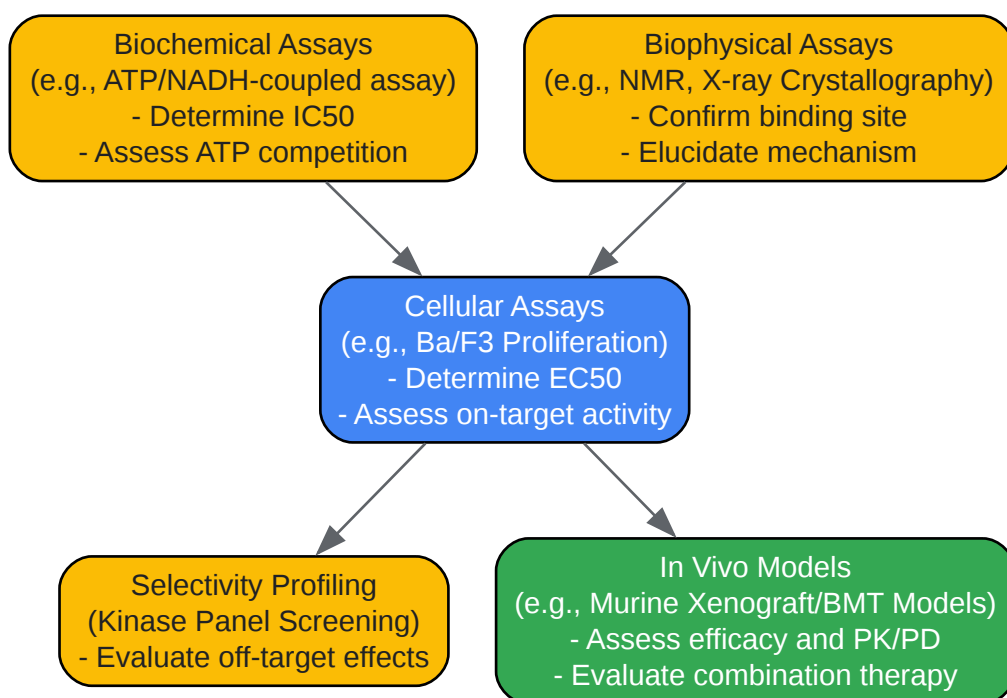 Biochemical Assays
(e.g., ATP/NADH-coupled assay)
- Determine IC50
- Assess ATP competition
Biophysical Assays
(e.g., NMR, X-ray Crystallography)
- Confirm binding site
- Elucidate mechanism
Cellular Assays
(e.g., Ba/F3 Proliferation)
- Determine EC50
- Assess on-target activity
Selectivity Profiling
(Kinase Panel Screening)
- Evaluate off-target effects
In Vivo Models
(e.g., Murine Xenograft/BMT Models)
- Assess efficacy and PK/PD
- Evaluate combination therapy